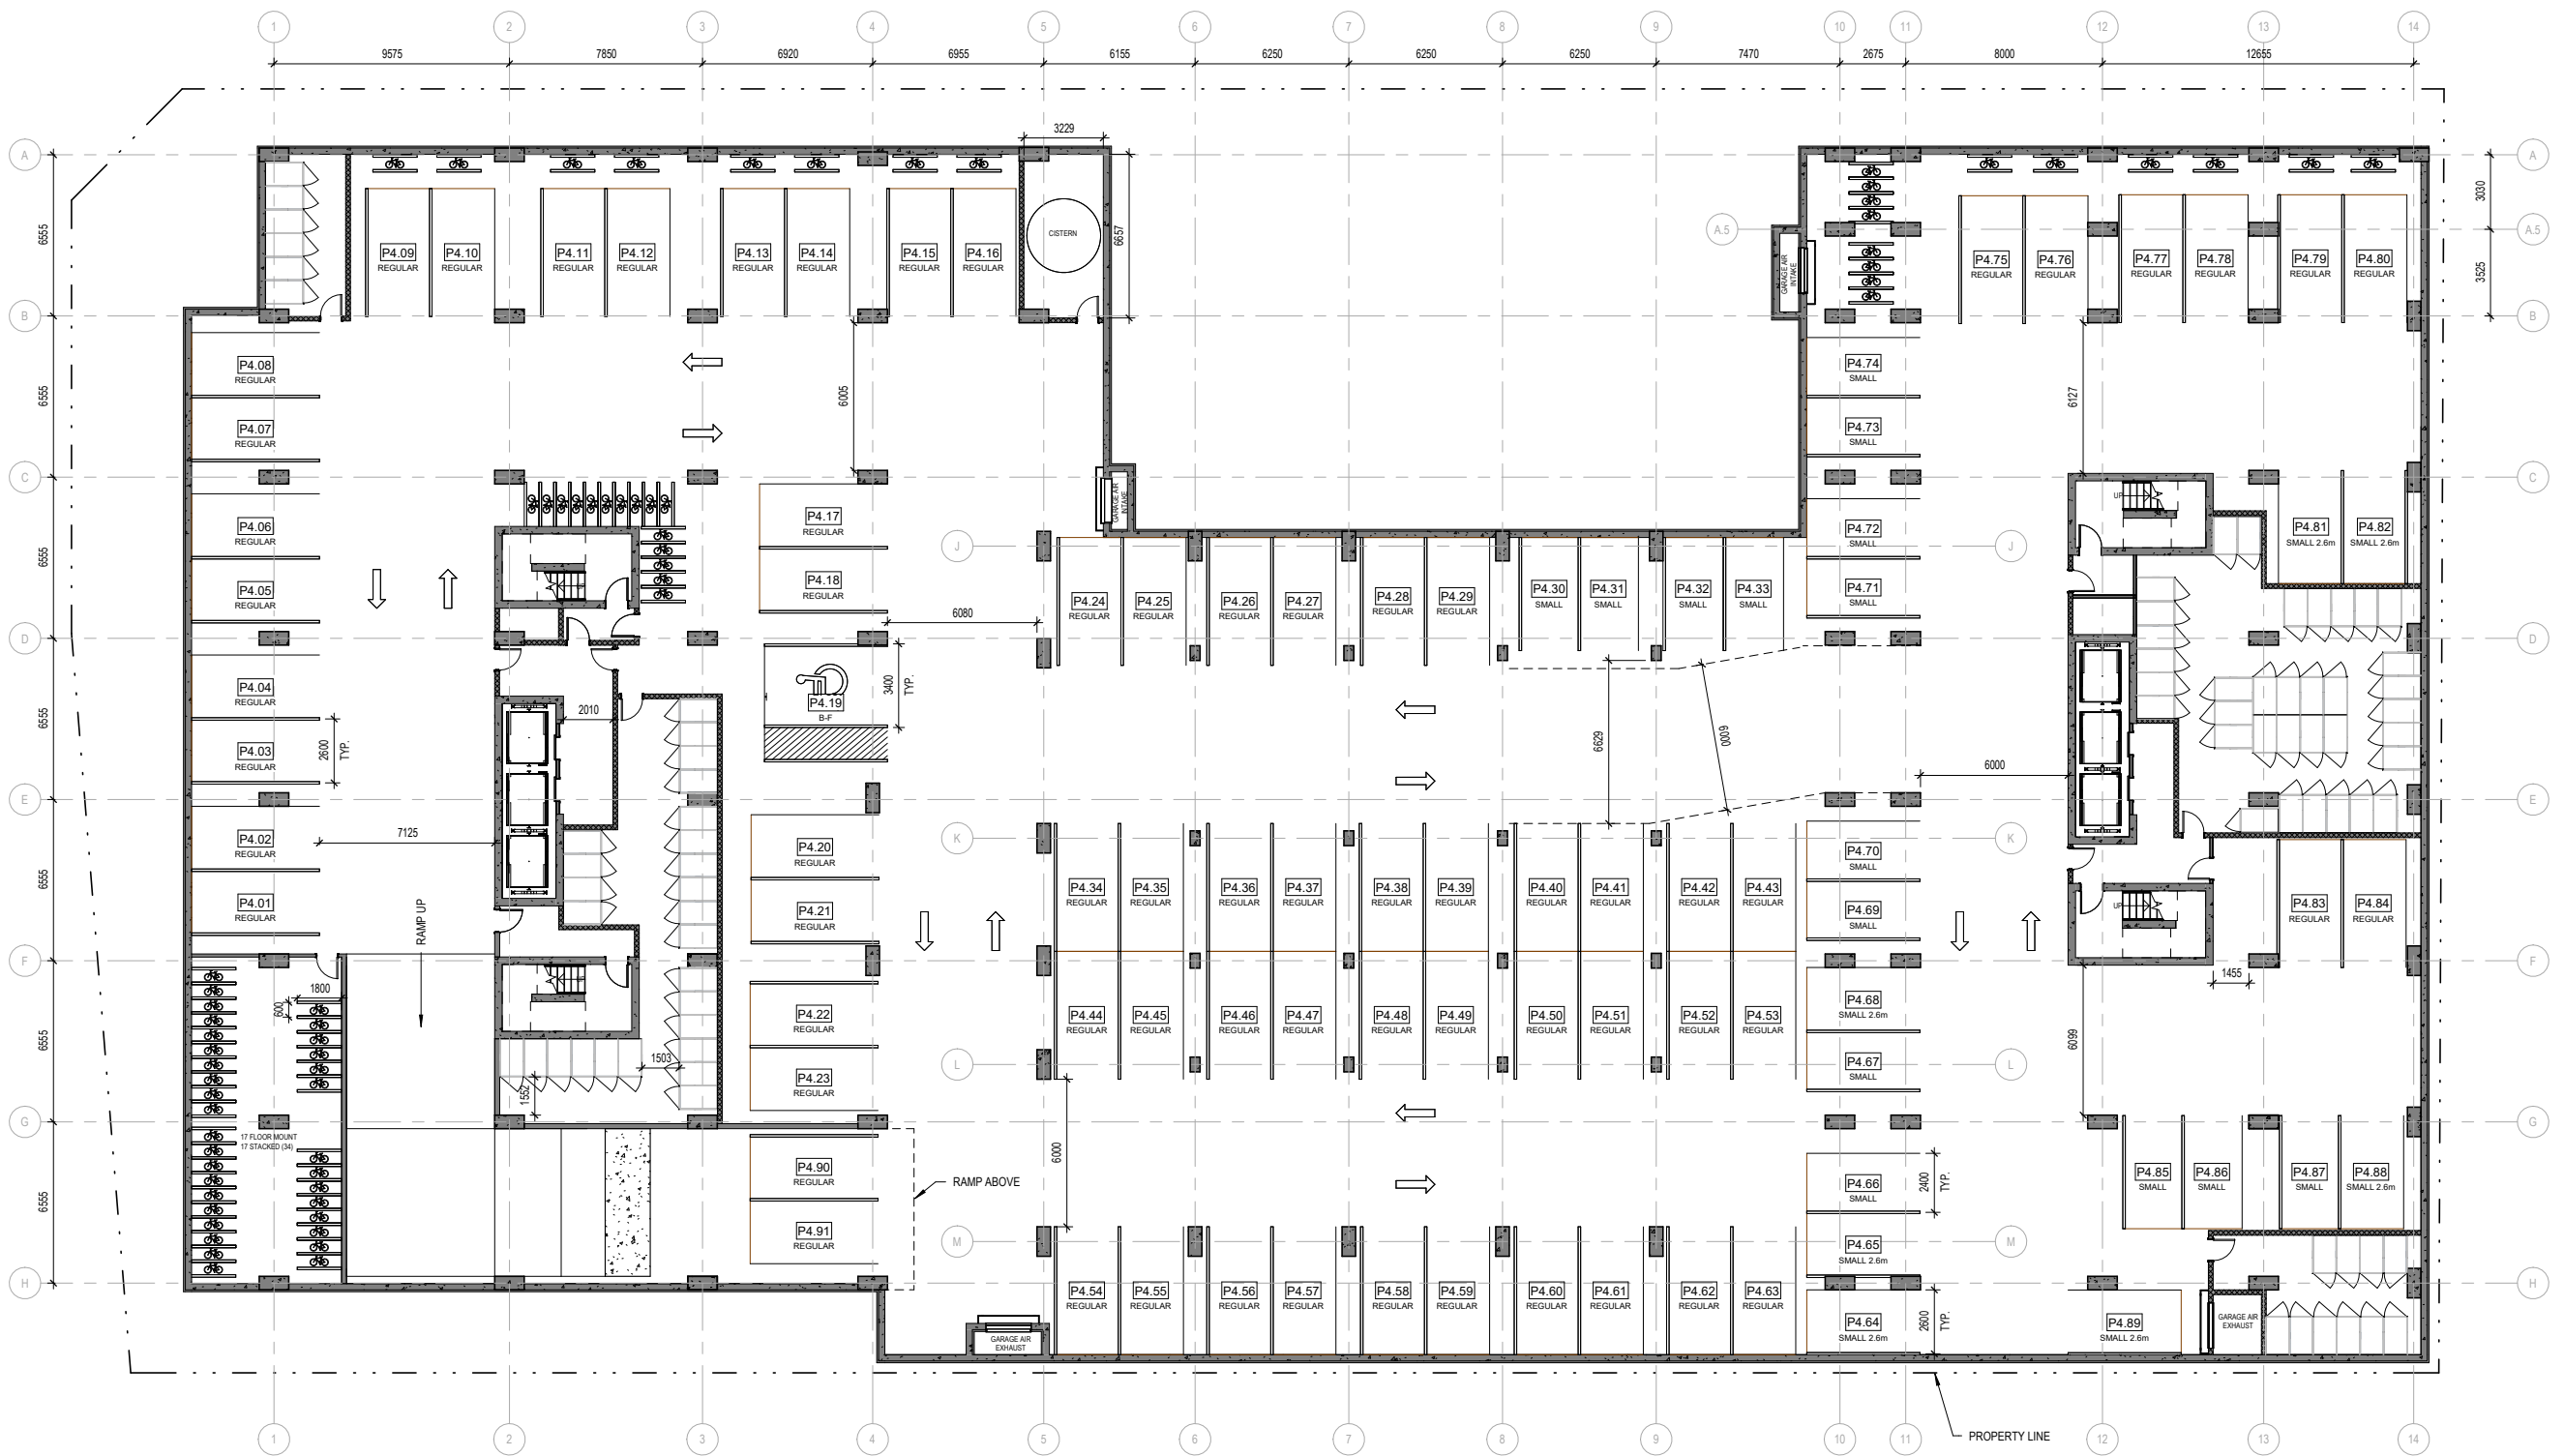 1 2 3 4 5 6 7 8 9 10 11 12 13 14
9575 7850 6920 6955 6155 6250 6250 6250 7470 2675 8000 12655
3229
A A
3030
CISTERN
6657
A.5 A.5
GARAGE AIR
INTAKE
3525
6555
P4.09 P4.10 P4.11 P4.12 P4.13 P4.14 P4.15 P4.16
REGULAR REGULAR REGULAR REGULAR REGULAR REGULAR REGULAR REGULAR
P4.75 P4.76 P4.77 P4.78 P4.79 P4.80
REGULAR REGULAR REGULAR REGULAR REGULAR REGULAR
B B
P4.08
REGULAR
P4.74
SMALL
6555
6005
6127
P4.07
REGULAR
P4.73
SMALL
C C
GARAGE AIR
INTAKE
UP
P4.06
REGULAR
P4.17
REGULAR
P4.72
SMALL
P4.81 P4.82
SMALL SMALL 2.6m
6555
J J
P4.05
REGULAR
P4.18
REGULAR
P4.24 P4.25 P4.26 P4.27 P4.28 P4.29 P4.30 P4.31 P4.32 P4.33
REGULAR REGULAR REGULAR REGULAR REGULAR REGULAR SMALL SMALL SMALL SMALL
P4.71
SMALL
6080
D D
P4.04
REGULAR
3400
TYP.
P4.19
B-F
2010
6555
2600
TYP.
P4.03
REGULAR
6629
6000
6000
E E
P4.02
REGULAR
7125
P4.20
REGULAR
K K
P4.70
SMALL
6555
P4.01
REGULAR
RAMP UP
P4.21
REGULAR
P4.34 P4.35 P4.36 P4.37 P4.38 P4.39 P4.40 P4.41 P4.42 P4.43
REGULAR REGULAR REGULAR REGULAR REGULAR REGULAR REGULAR REGULAR REGULAR REGULAR
P4.69
SMALL
UP
P4.83 P4.84
REGULAR REGULAR
F F
1455
1800
600
P4.22
REGULAR
P4.44 P4.45 P4.46 P4.47 P4.48 P4.49 P4.50 P4.51 P4.52 P4.53
REGULAR REGULAR REGULAR REGULAR REGULAR REGULAR REGULAR REGULAR REGULAR REGULAR
P4.68
SMALL 2.6m
6555
6099
1503
1552
P4.23
REGULAR
L L
P4.67
SMALL
G G
17 FLOOR MOUNT
17 STACKED (34)
6000
P4.90
REGULAR
RAMP ABOVE
P4.66
SMALL
2400
TYP.
P4.85 P4.86 P4.87 P4.88
SMALL SMALL SMALL SMALL 2.6m
6555
P4.91
REGULAR
M M
P4.65
SMALL 2.6m
H H
P4.54 P4.55 P4.56 P4.57 P4.58 P4.59 P4.60 P4.61 P4.62 P4.63
REGULAR REGULAR REGULAR REGULAR REGULAR REGULAR REGULAR REGULAR REGULAR REGULAR
P4.64
SMALL 2.6m
2600
TYP.
P4.89
SMALL 2.6m
GARAGE AIR
EXHAUST
GARAGE AIR
EXHAUST
PROPERTY LINE
1 2 3 4 5 6 7 8 9 10 11 12 13 14